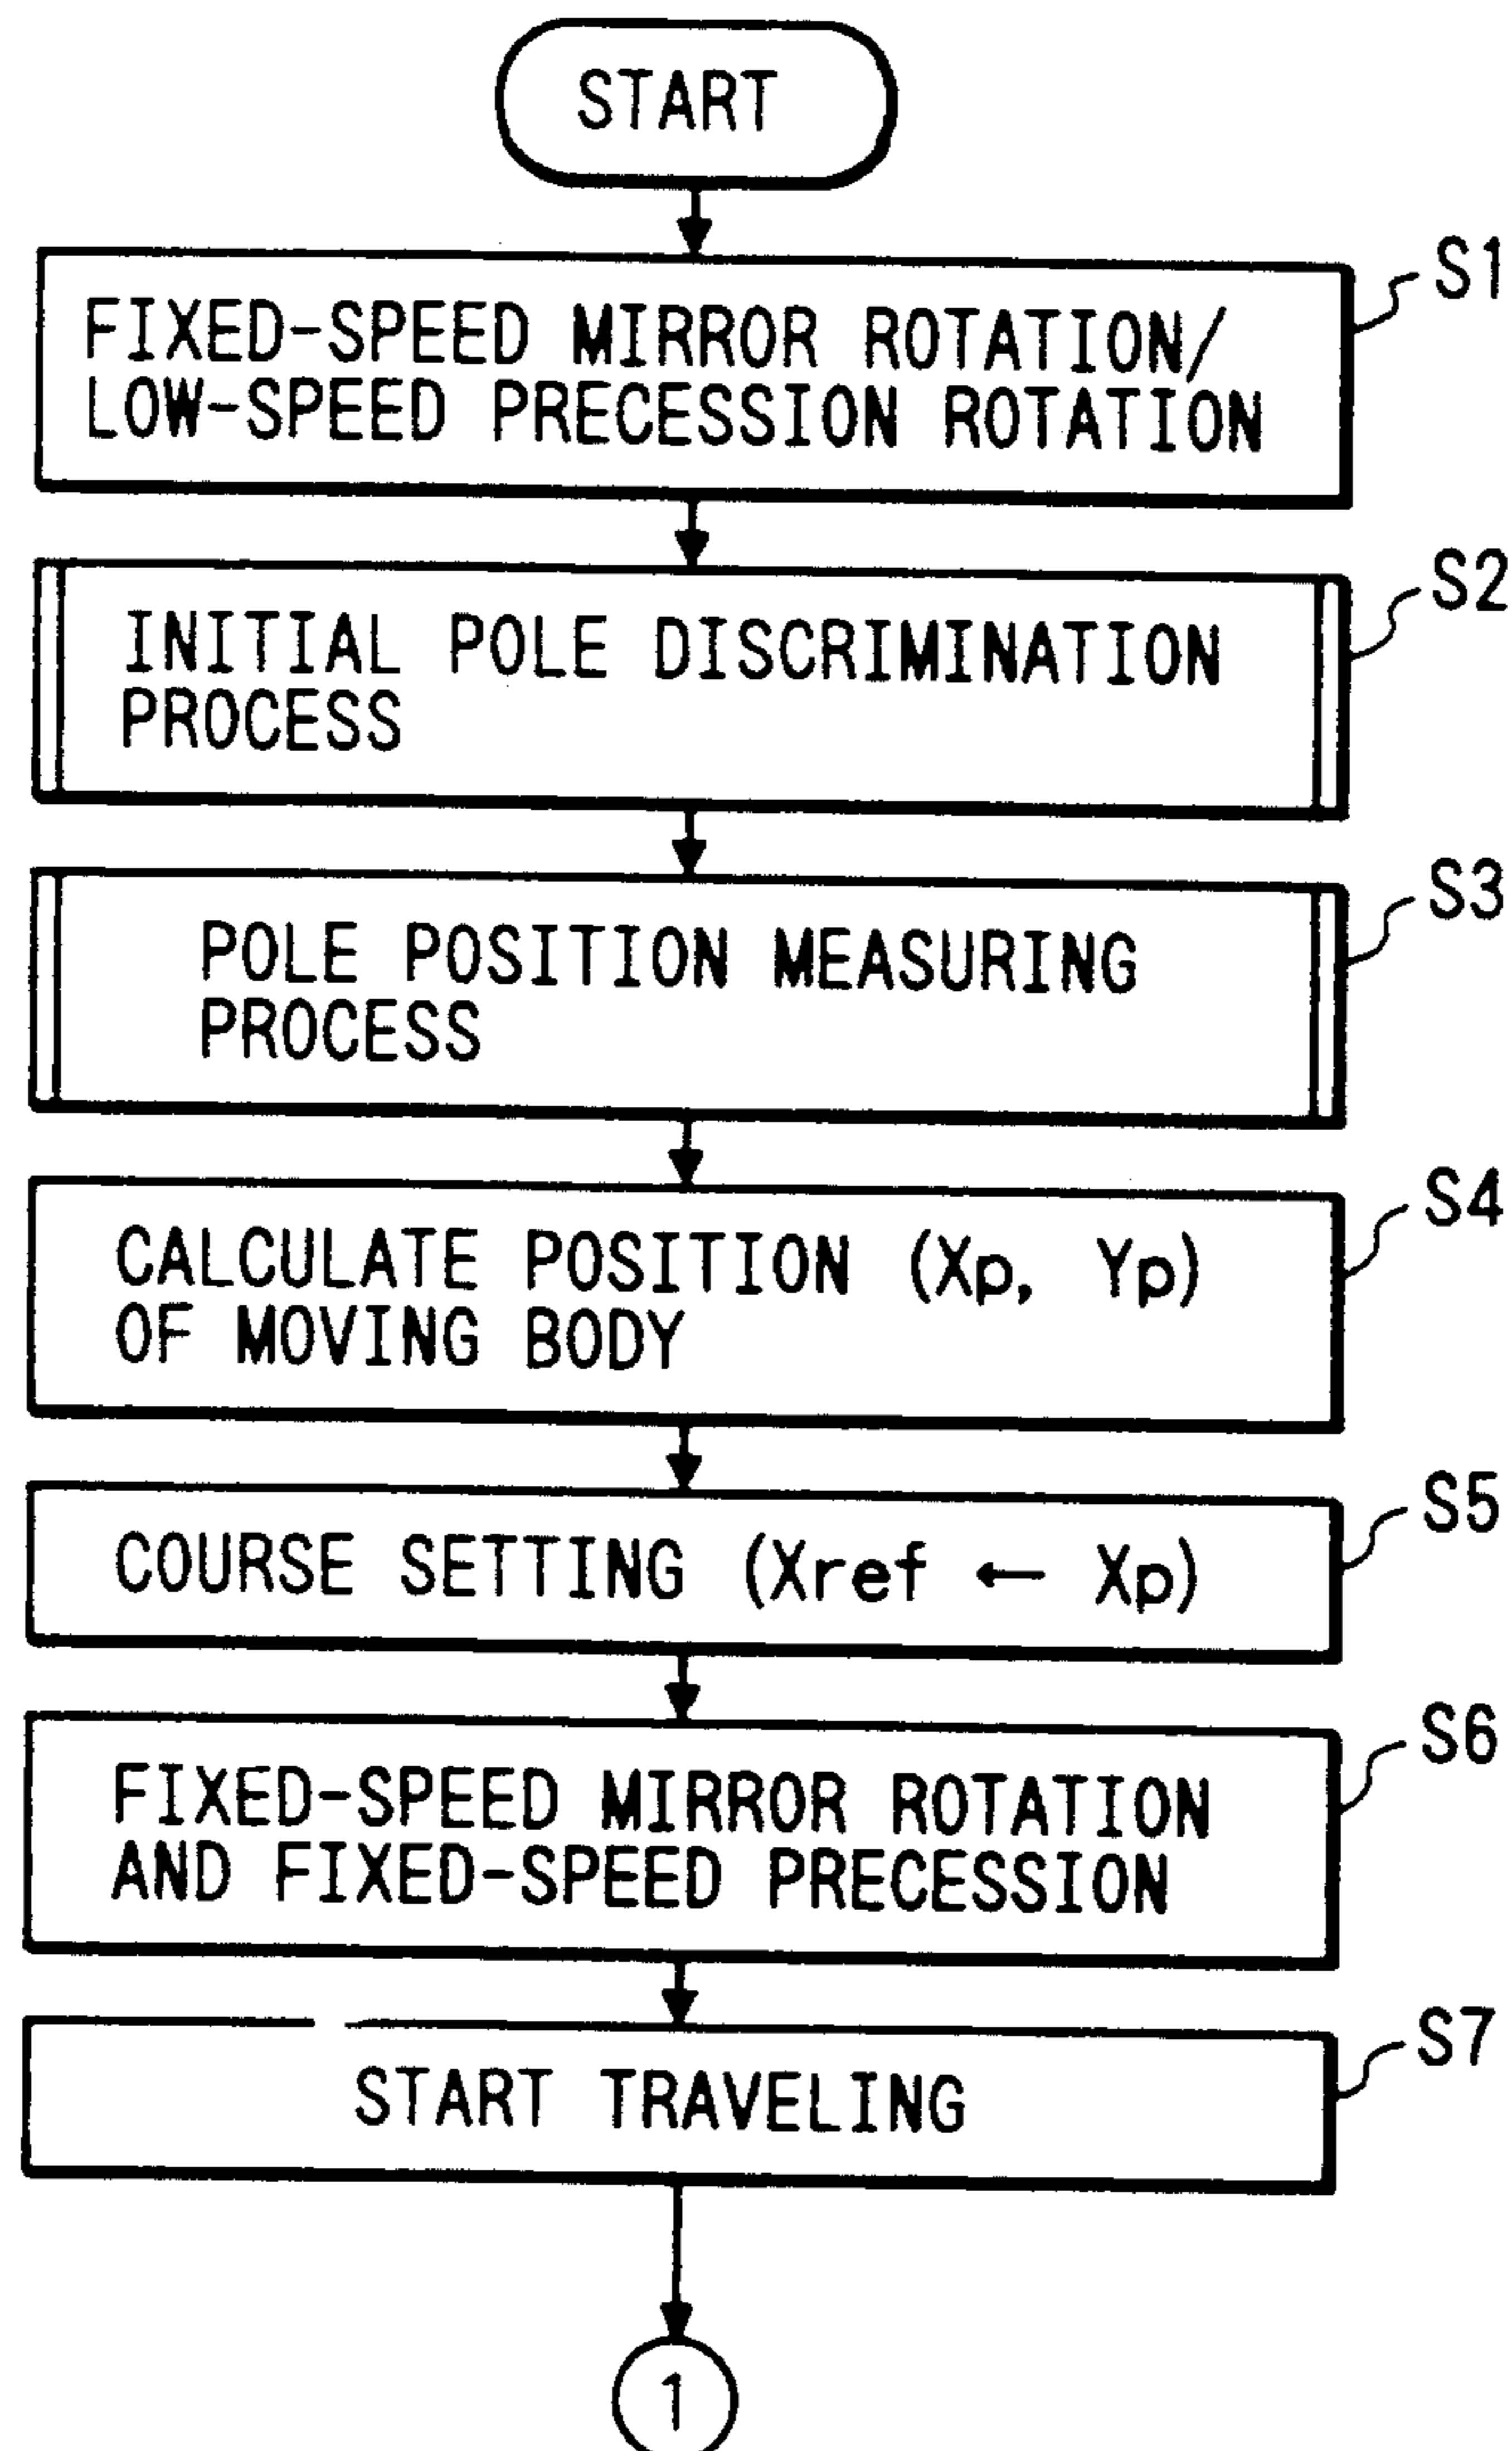 START
S1
FIXED-SPEED MIRROR ROTATION/
LOW-SPEED PRECESSION ROTATION
S2
INITIAL POLE DISCRIMINATION
PROCESS
S3
POLE POSITION MEASURING
PROCESS
S4
CALCULATE POSITION (Xp, Yp)
OF MOVING BODY
S5
COURSE SETTING (Xref ← Xp)
S6
FIXED-SPEED MIRROR ROTATION
AND FIXED-SPEED PRECESSION
S7
START TRAVELING
1